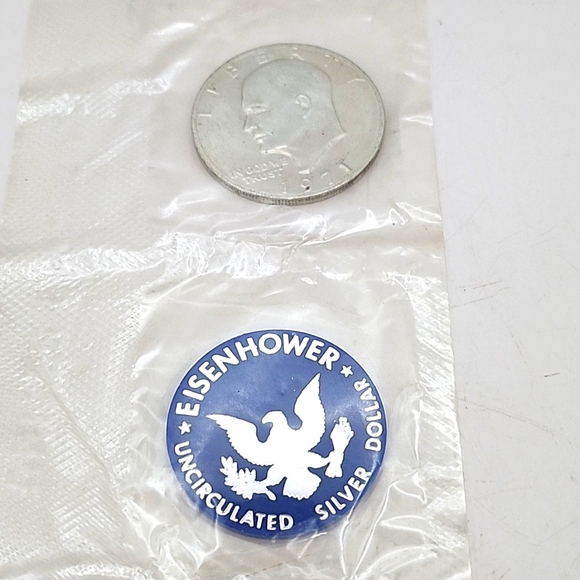 LIBERTY
IN GOD WE
TRUST
1971
★ EISENHOWER ★
UNCIRCULATED SILVER DOLLAR